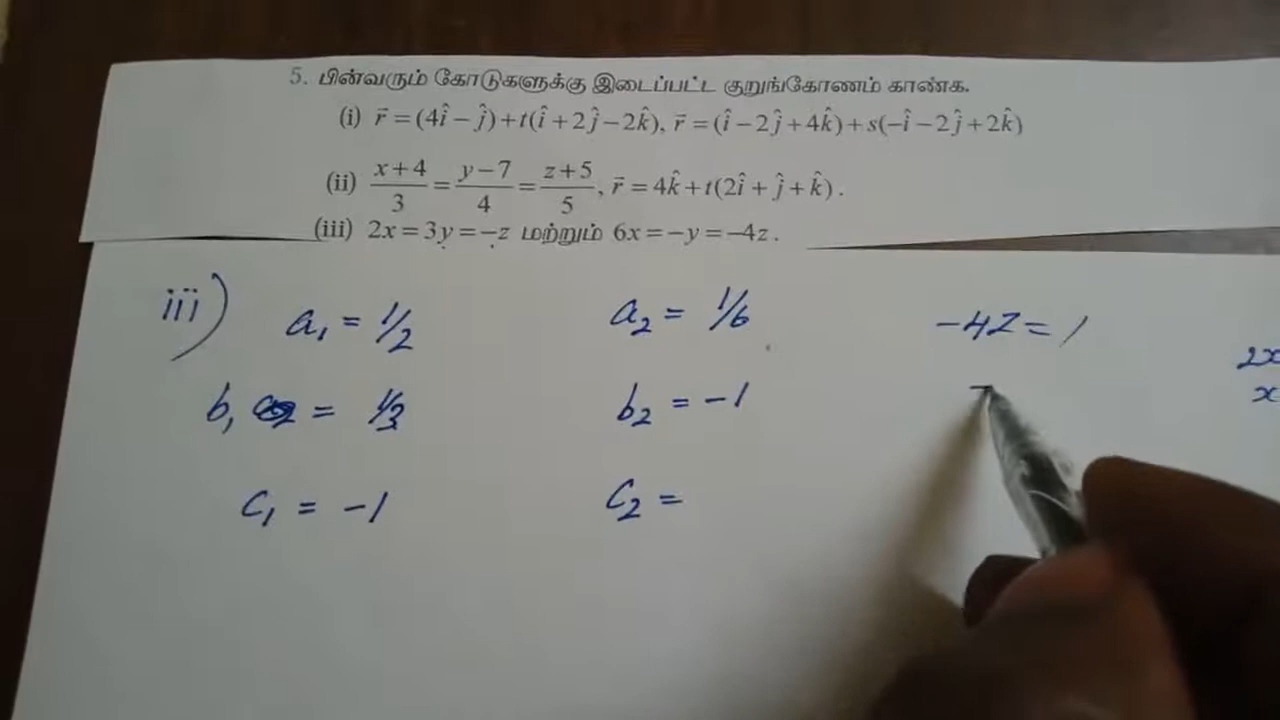 5. பின்வரும் கோடுகளுக்கு இடைப்பட்ட குறுங்கோணம் காண்க.
(i) r⃗ = (4î − ĵ) + t(î + 2ĵ − 2k̂), r⃗ = (î − 2ĵ + 4k̂) + s(−î − 2ĵ + 2k̂)
(ii) (x+4)/3 = (y−7)/4 = (z+5)/5, r⃗ = 4k̂ + t(2î + ĵ + k̂).
(iii) 2x = 3y = −z மற்றும் 6x = −y = −4z.
iii) a₁ = 1/2 a₂ = 1/6 -4z = 1
2x
b₁ = 1/3 b₂ = -1
x
c₁ = -1 c₂ =